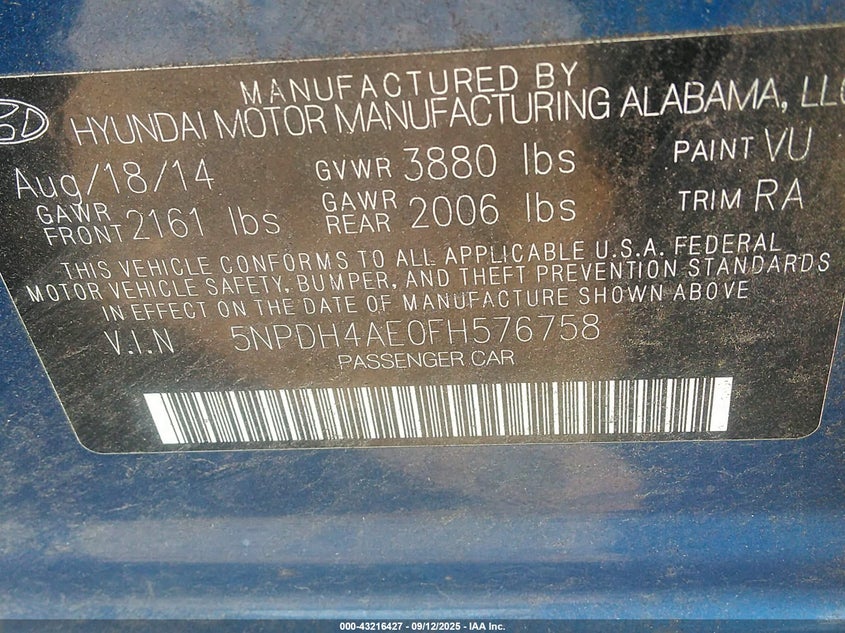 MANUFACTURED BY
HYUNDAI MOTOR MANUFACTURING ALABAMA, LLC
Aug/18/14 GVWR 3880 lbs PAINT VU
GAWR FRONT 2161 lbs GAWR REAR 2006 lbs TRIM RA
THIS VEHICLE CONFORMS TO ALL APPLICABLE U.S.A. FEDERAL
MOTOR VEHICLE SAFETY, BUMPER, AND THEFT PREVENTION STANDARDS
IN EFFECT ON THE DATE OF MANUFACTURE SHOWN ABOVE
V.I.N 5NPDH4AE0FH576758
PASSENGER CAR
000-43216427 - 09/12/2025 - IAA Inc.